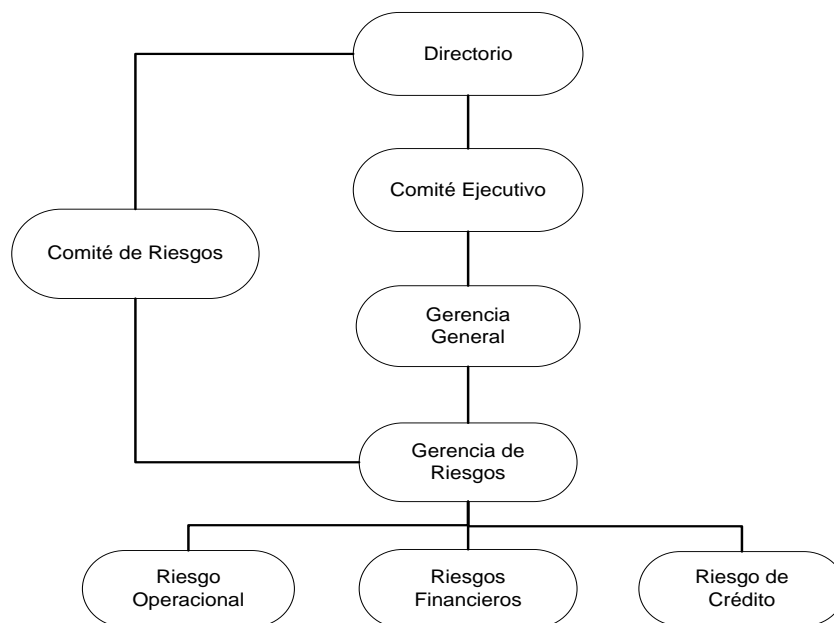 Directorio
Comité Ejecutivo
Comité de Riesgos
Gerencia
General
Gerencia de
Riesgos
Riesgo
Operacional
Riesgos
Financieros
Riesgo de
Crédito